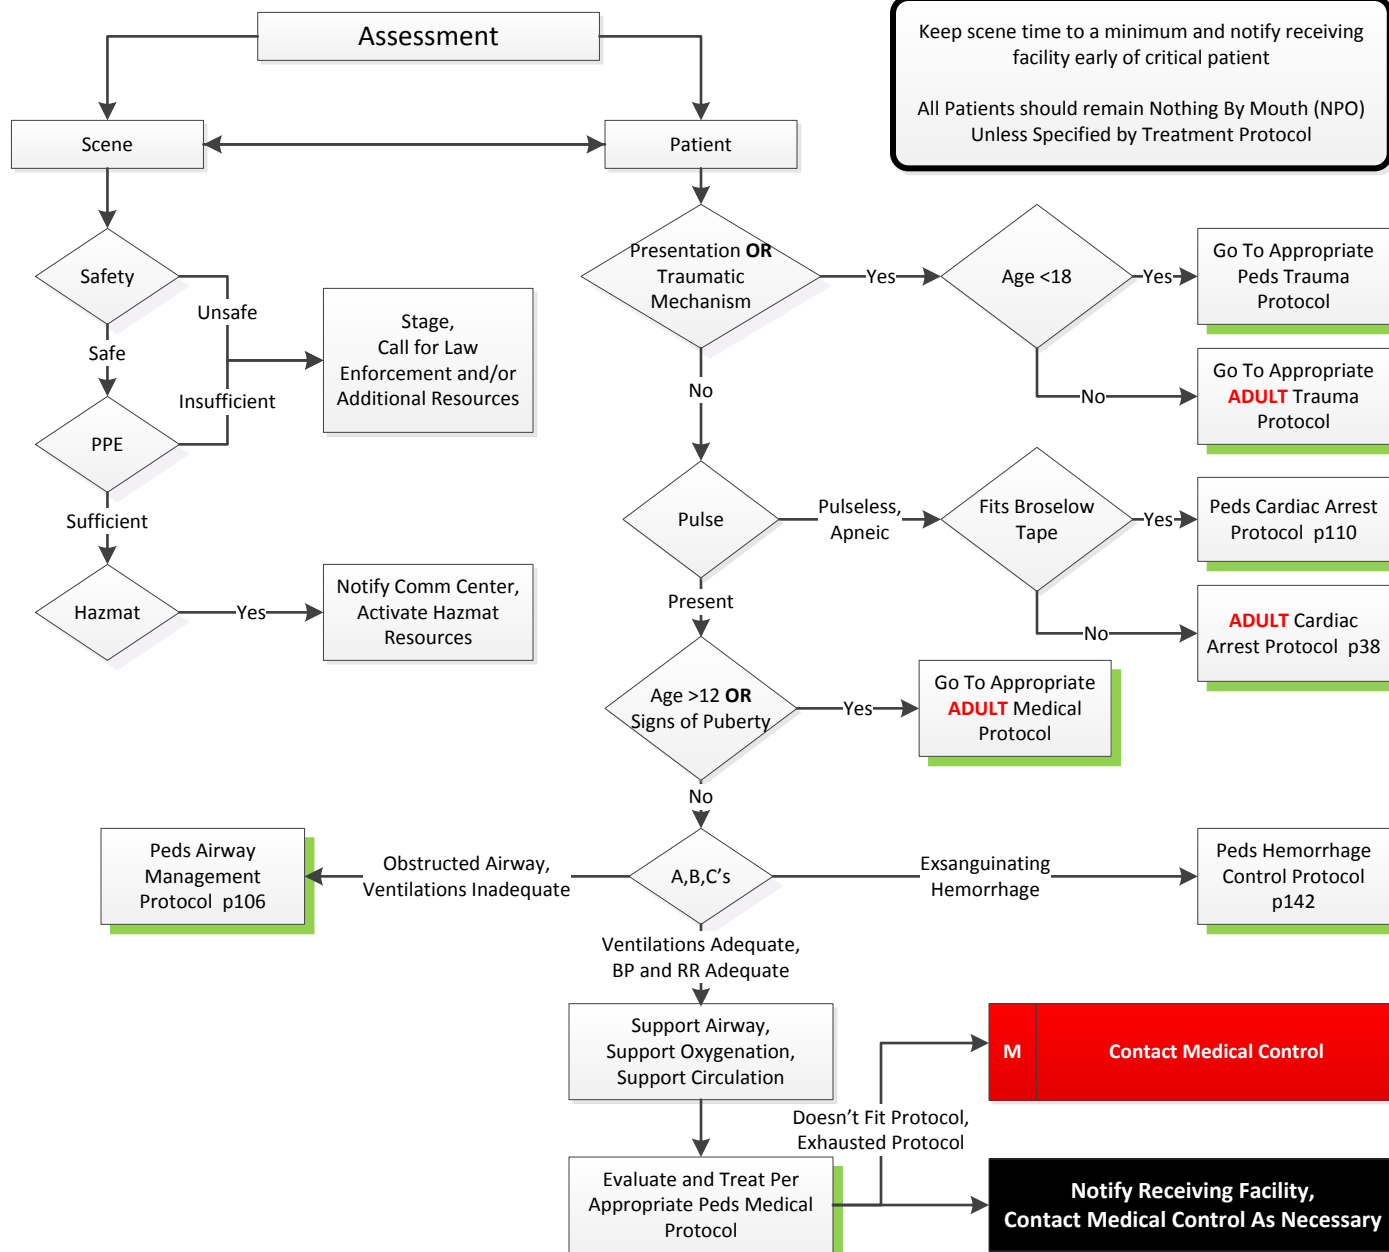 Assessment
Keep scene time to a minimum and notify receiving
facility early of critical patient
All Patients should remain Nothing By Mouth (NPO)
Unless Specified by Treatment Protocol
Scene
Patient
Safety
Unsafe
Safe
Stage,
Call for Law
Enforcement and/or
Additional Resources
Insufficient
PPE
Sufficient
Hazmat
Yes
Notify Comm Center,
Activate Hazmat
Resources
Presentation OR
Traumatic
Mechanism
Yes
Age <18
Yes
Go To Appropriate
Peds Trauma
Protocol
No
Go To Appropriate
ADULT Trauma
Protocol
No
Pulse
Pulseless,
Apneic
Fits Broselow
Tape
Yes
Peds Cardiac Arrest
Protocol p110
No
ADULT Cardiac
Arrest Protocol p38
Present
Age >12 OR
Signs of Puberty
Yes
Go To Appropriate
ADULT Medical
Protocol
No
A,B,C's
Obstructed Airway,
Ventilations Inadequate
Peds Airway
Management
Protocol p106
Exsanguinating
Hemorrhage
Peds Hemorrhage
Control Protocol
p142
Ventilations Adequate,
BP and RR Adequate
Support Airway,
Support Oxygenation,
Support Circulation
M
Contact Medical Control
Doesn't Fit Protocol,
Exhausted Protocol
Evaluate and Treat Per
Appropriate Peds Medical
Protocol
Notify Receiving Facility,
Contact Medical Control As Necessary